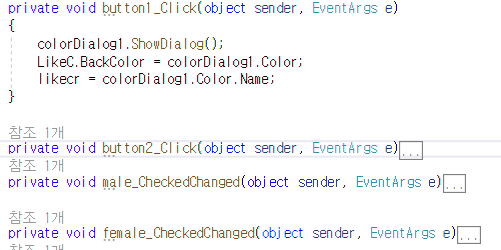 private void button1_Click(object sender, EventArgs e)
{
colorDialog1.ShowDialog();
LikeC.BackColor = colorDialog1.Color;
likecr = colorDialog1.Color.Name;
}
참조 1개
private void button2_Click(object sender, EventArgs e)...
참조 1개
private void male_CheckedChanged(object sender, EventArgs e)...
참조 1개
private void female_CheckedChanged(object sender, EventArgs e)...
참조 1개